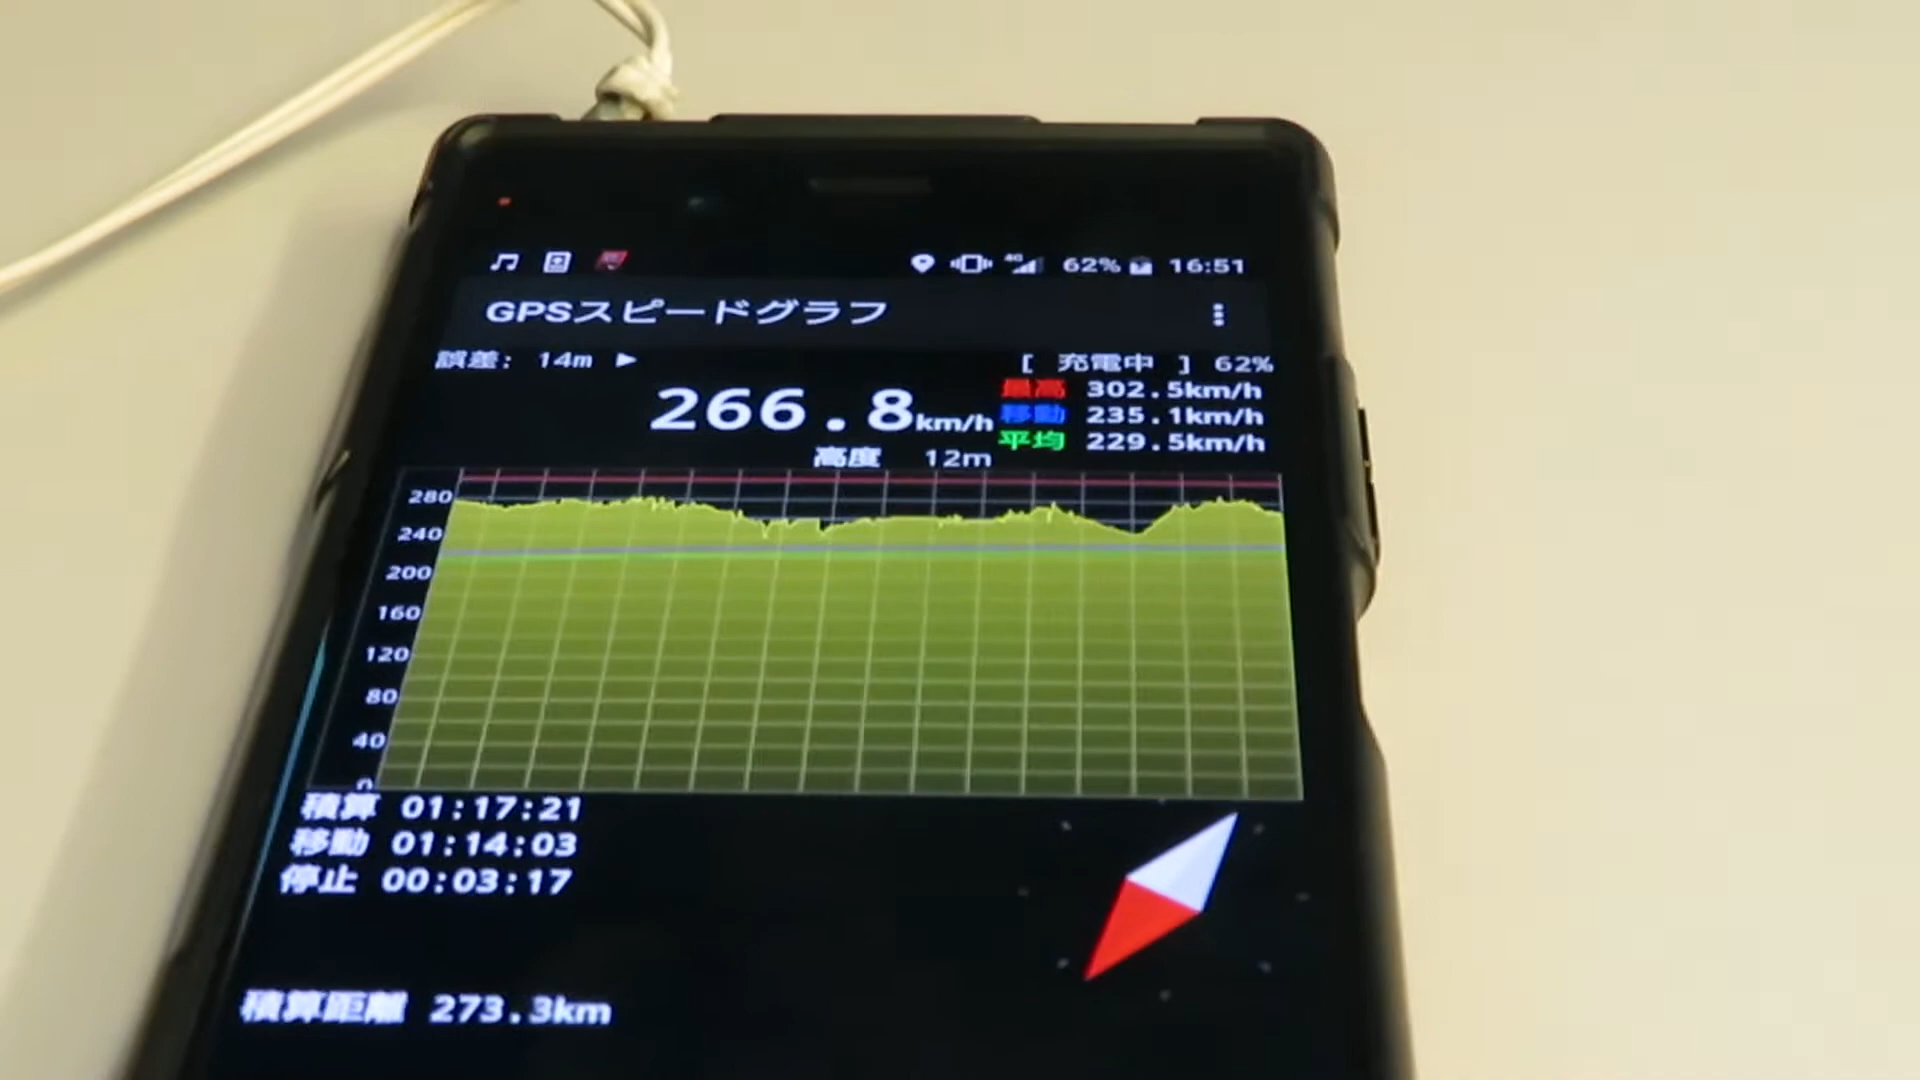 4G 62% 16:51
GPSスピードグラフ
誤差: 14m [ 充電中 ] 62%
266.8km/h
最高 302.5km/h
移動 235.1km/h
平均 229.5km/h
高度 12m
280
240
200
160
120
80
40
0
積算 01:17:21
移動 01:14:03
停止 00:03:17
積算距離 273.3km